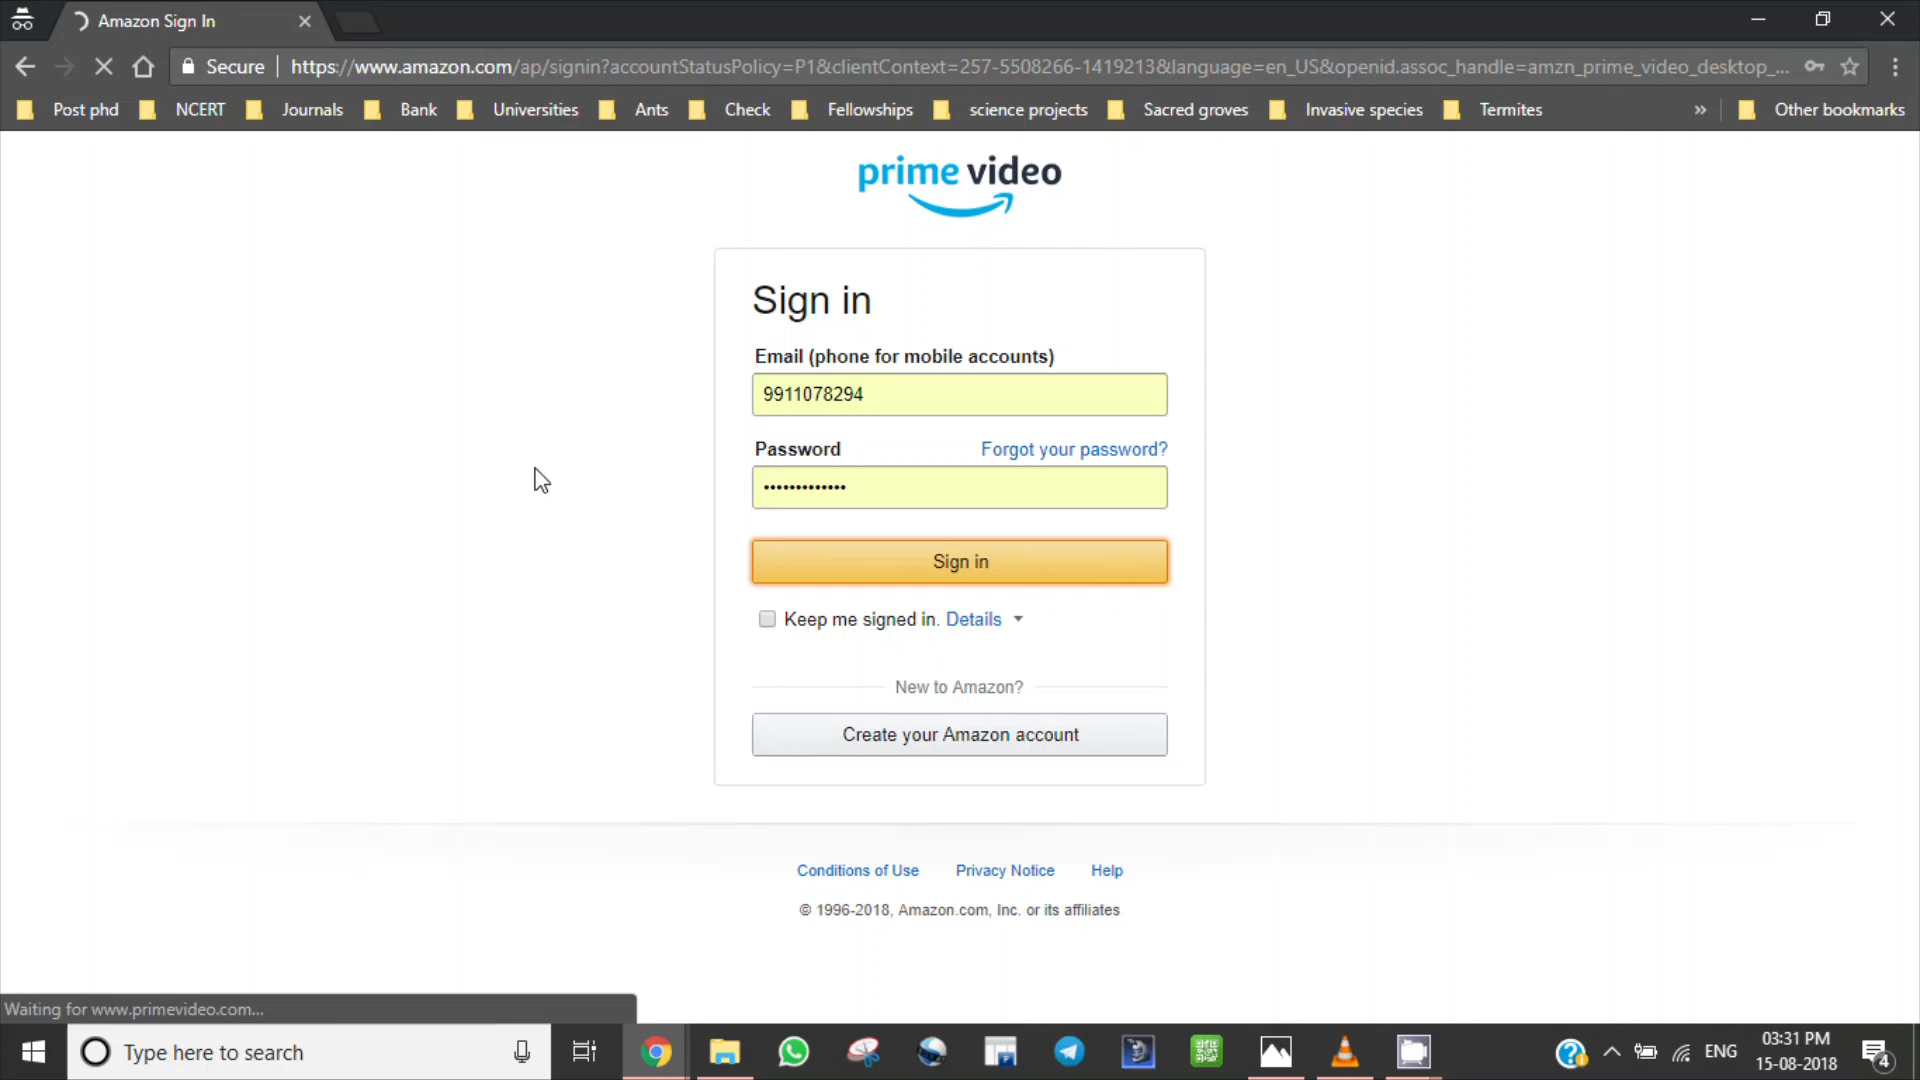 Amazon Sign In
Secure
https://www.amazon.com/ap/signin?accountStatusPolicy=P1&clientContext=257-5508266-1419213&language=en_US&openid.assoc_handle=amzn_prime_video_desktop_...
Post phd NCERT Journals Bank Universities Ants Check Fellowships science projects Sacred groves Invasive species Termites » Other bookmarks
prime video
Sign in
Email (phone for mobile accounts)
9911078294
Password Forgot your password?
•••••••••••••
Sign in
Keep me signed in. Details
New to Amazon?
Create your Amazon account
Conditions of Use Privacy Notice Help
© 1996-2018, Amazon.com, Inc. or its affiliates
Waiting for www.primevideo.com...
Type here to search
ENG
03:31 PM
15-08-2018
4